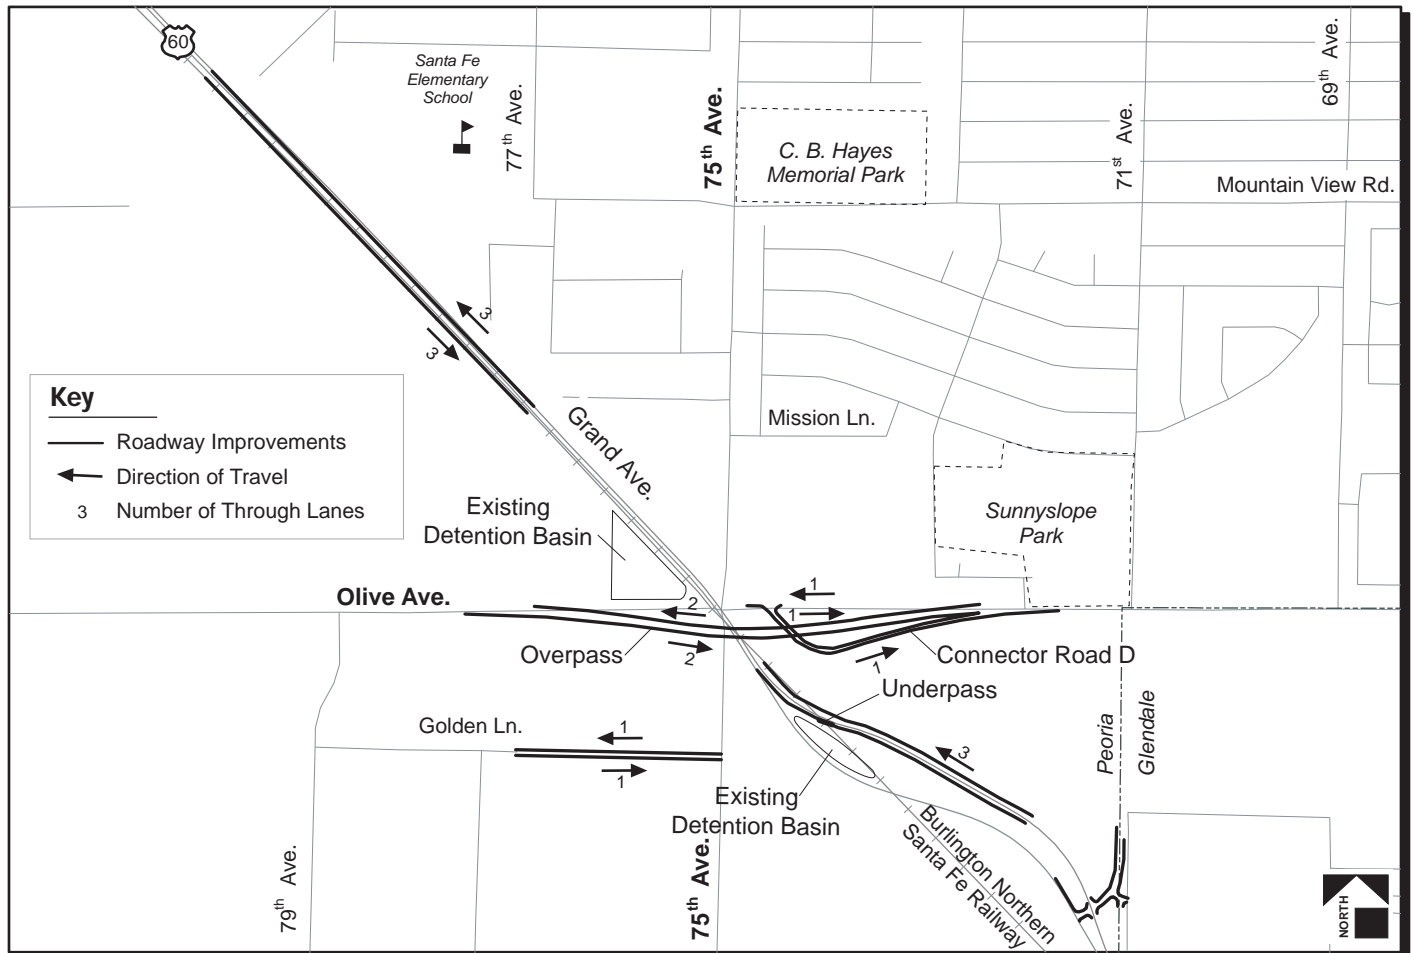 60
Santa Fe
Elementary
School
77th Ave.
75th Ave.
C. B. Hayes
Memorial Park
71st Ave.
69th Ave.
Mountain View Rd.
3
3
Key
Roadway Improvements
Direction of Travel
3 Number of Through Lanes
Grand Ave.
Mission Ln.
Existing
Detention Basin
Sunnyslope
Park
Olive Ave.
2
1
1
Overpass
2
1
Connector Road D
Underpass
Golden Ln.
1
1
3
Peoria
Glendale
Existing
Detention Basin
79th Ave.
75th Ave.
Burlington Northern
Santa Fe Railway
NORTH